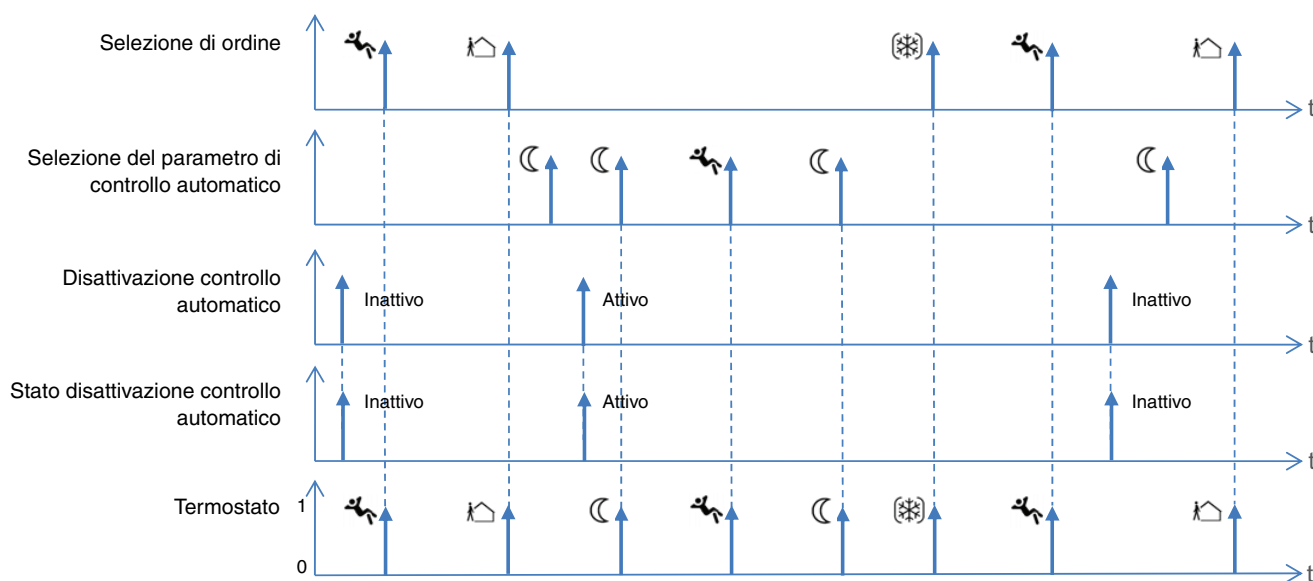 Selezione di ordine
t
Selezione del parametro di
controllo automatico
t
Disattivazione controllo
automatico
Inattivo
Attivo
Inattivo
t
Stato disattivazione controllo
automatico
Inattivo
Attivo
Inattivo
t
Termostato
1
0
t